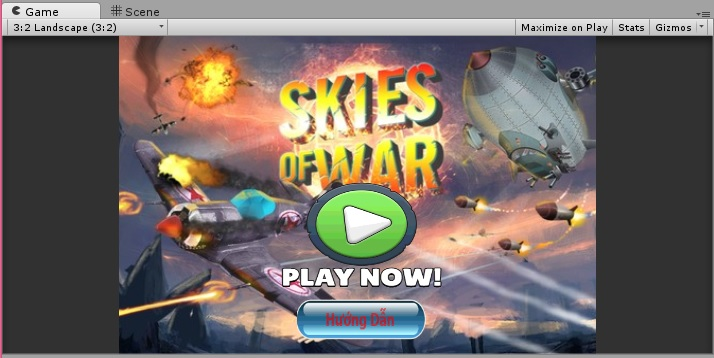 Game Scene
3:2 Landscape (3:2) Maximize on Play Stats Gizmos
SKIES
OF WAR
PLAY NOW!
Hướng Dẫn